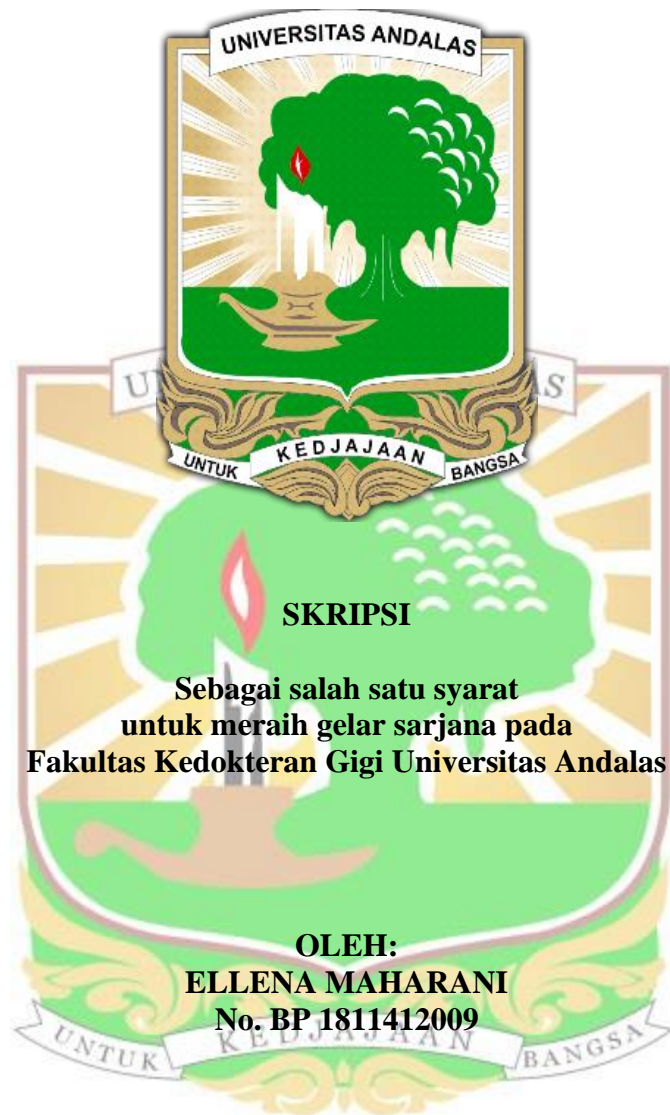 UNIVERSITAS ANDALAS
UNTUK KEDJAJAAN BANGSA
SKRIPSI
Sebagai salah satu syarat
untuk meraih gelar sarjana pada
Fakultas Kedokteran Gigi Universitas Andalas
OLEH:
ELLENA MAHARANI
No. BP 1811412009
UNTUK KEDJAJAAN BANGSA